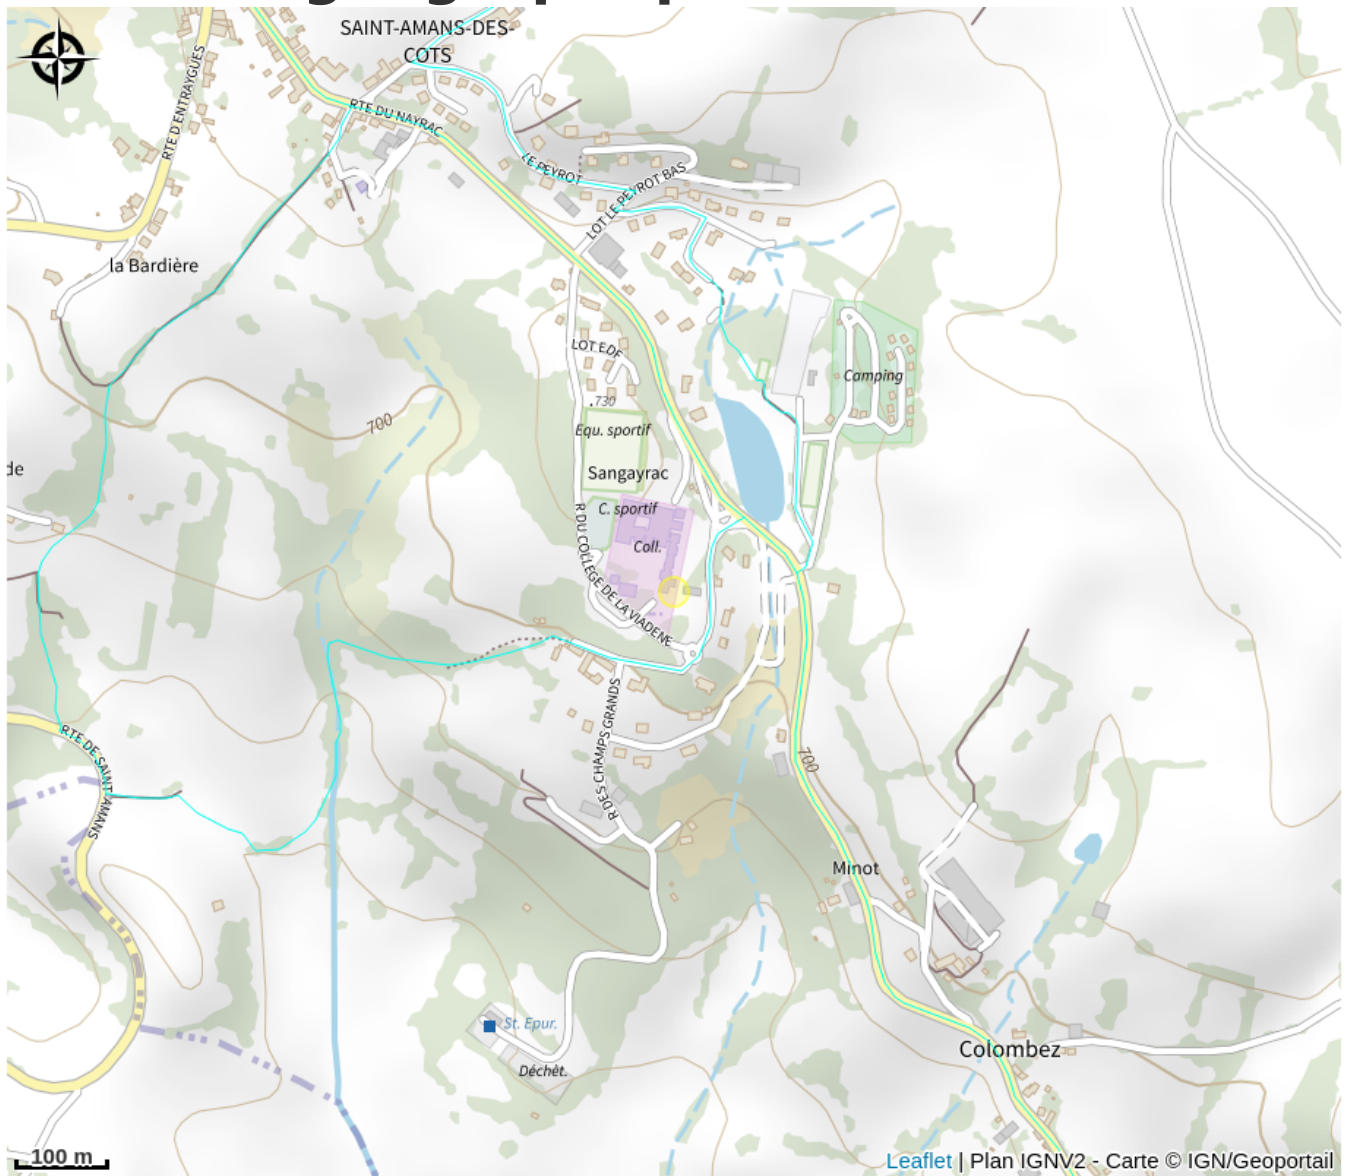 SAINT-AMANS-DES-
COTS
RTE D'ENTRAYGUES
RTE DU NAYRAC
LE PEYROT
LOT LE PEYROT BAS
la Bardière
LOT EDF
Camping
730
700
Equ. sportif
de
Sangayrac
C. sportif
Coll.
R DU COLLEGE DE LA VIADENE
R DES CHAMPS GRANDS
RTE DE SAINT-AMANS
700
Minot
St. Epur.
Colombez
Déchèt.
100 m
Leaflet | Plan IGNV2 - Carte © IGN/Geoportail